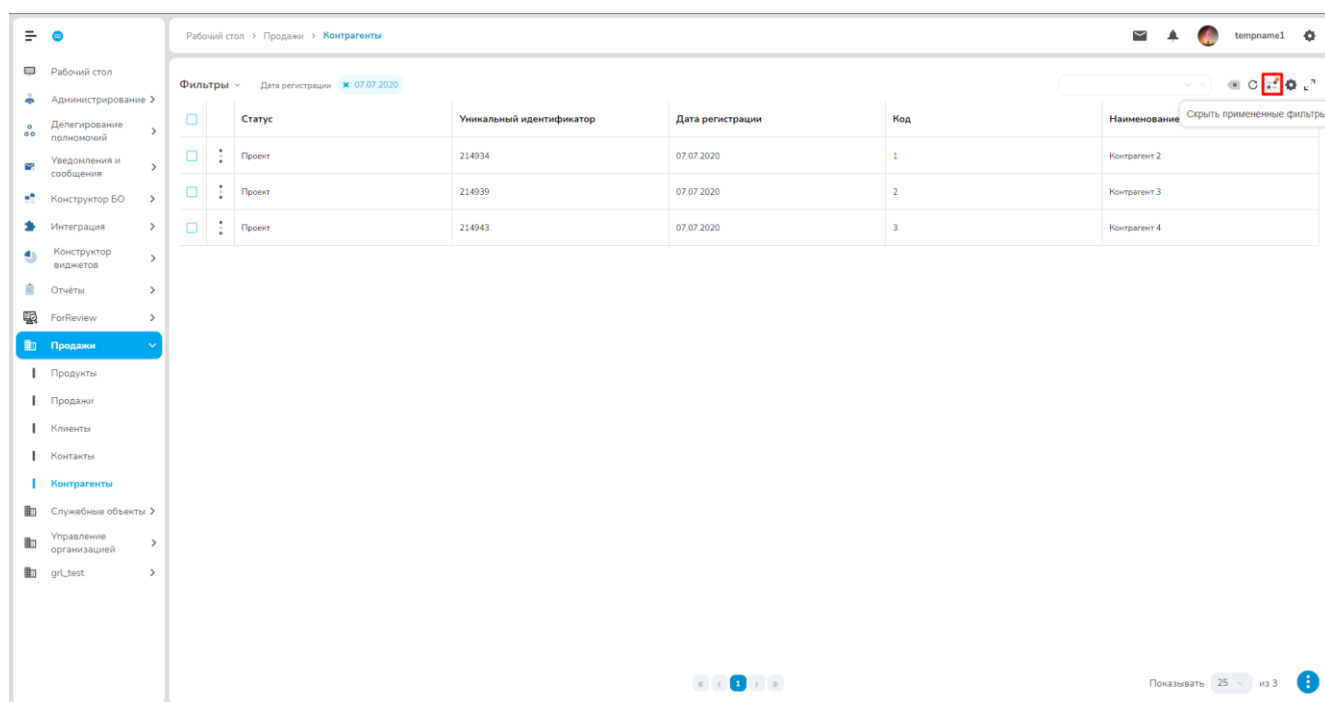 Рабочий стол > Продажи > Контрагенты
tempname1
Рабочий стол
Администрирование
Делегирование
полномочий
Уведомления и
сообщения
Конструктор БО
Интеграция
Конструктор
виджетов
Отчёты
ForReview
Продажи
Продукты
Продажи
Клиенты
Контакты
Контрагенты
Служебные объекты
Управление
организацией
grl_test
Фильтры Дата регистрации × 07.07.2020
Скрыть примененные фильтры
Статус Уникальный идентификатор Дата регистрации Код Наименование
Проект 214934 07.07.2020 1 Контрагент 2
Проект 214939 07.07.2020 2 Контрагент 3
Проект 214943 07.07.2020 3 Контрагент 4
« ‹ 1 › »
Показывать 25 из 3